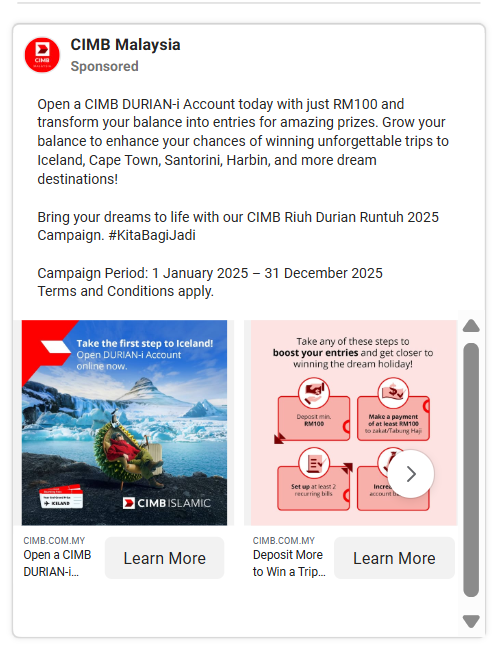 CIMB Malaysia
Sponsored
Open a CIMB DURIAN-i Account today with just RM100 and
transform your balance into entries for amazing prizes. Grow your
balance to enhance your chances of winning unforgettable trips to
Iceland, Cape Town, Santorini, Harbin, and more dream
destinations!
Bring your dreams to life with our CIMB Riuh Durian Runtuh 2025
Campaign. #KitaBagiJadi
Campaign Period: 1 January 2025 – 31 December 2025
Terms and Conditions apply.
Take the first step to Iceland!
Open DURIAN-i Account
online now.
ICELAND
CIMB ISLAMIC
Take any of these steps to
boost your entries and get closer to
winning the dream holiday!
Deposit min.
RM100
Make a payment
of at least RM100
to zakat/Tabung Haji
Set up at least 2
recurring bills
account
CIMB.COM.MY
Open a CIMB
DURIAN-i...
Learn More
CIMB.COM.MY
Deposit More
to Win a Trip...
Learn More